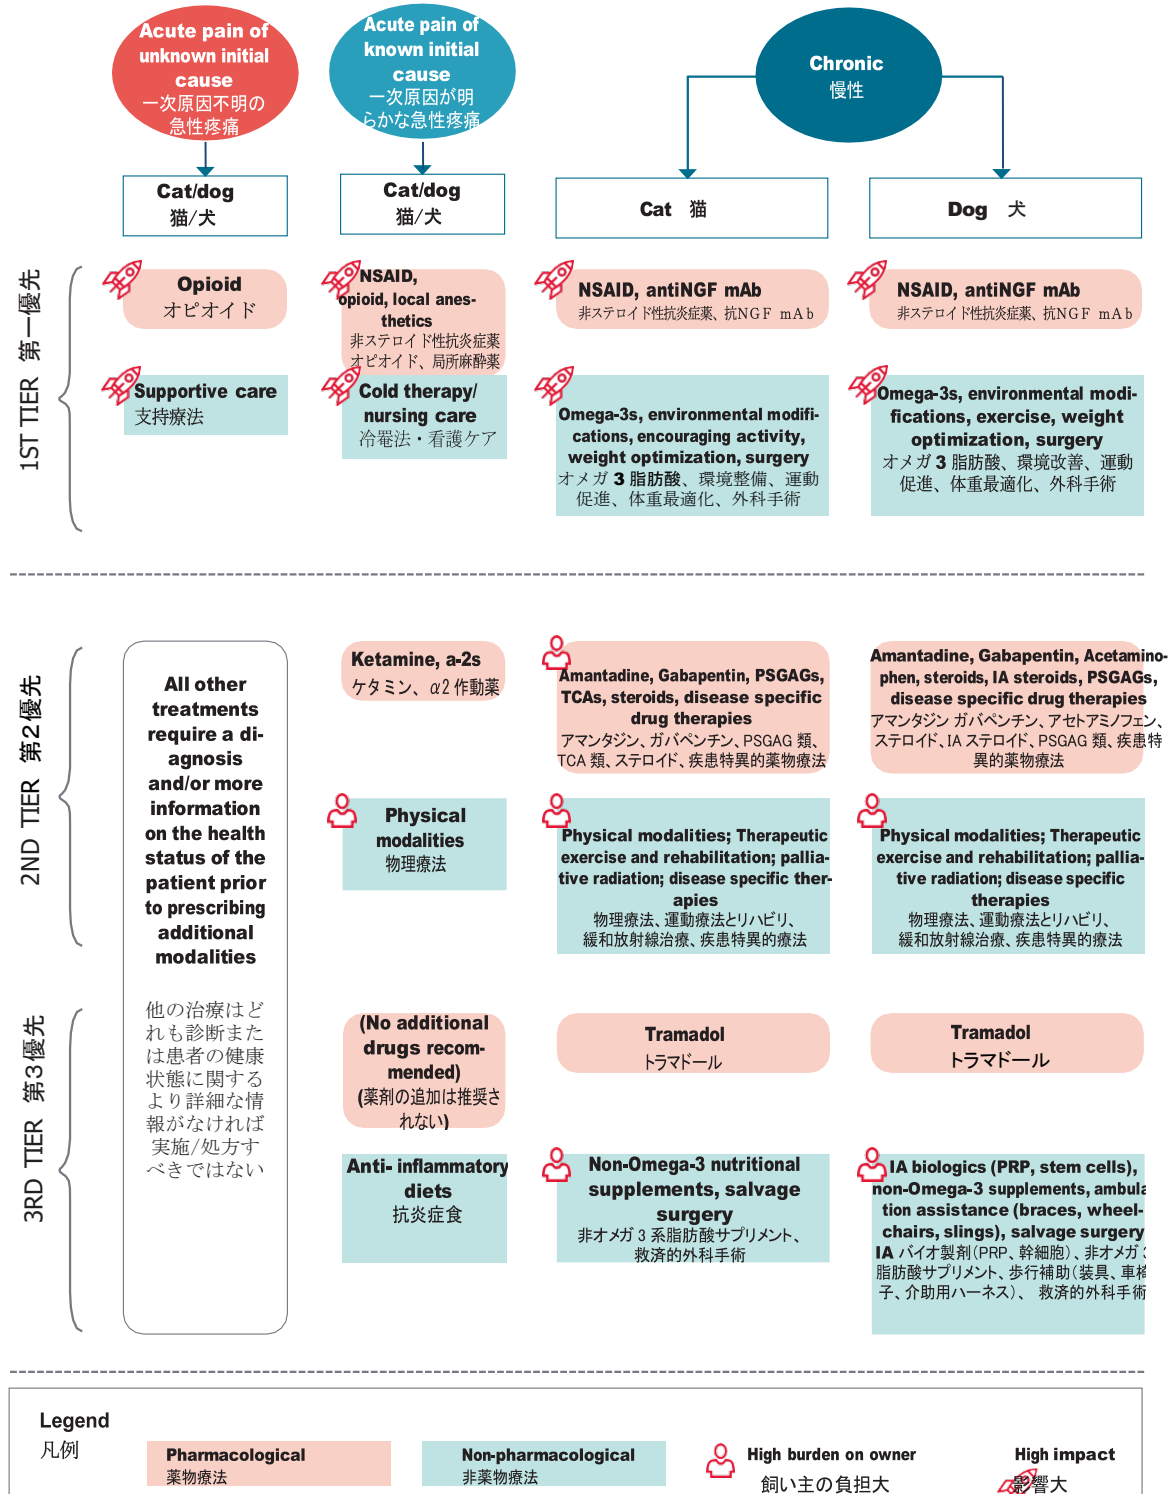 Acute pain of
unknown initial
cause
一次原因不明の
急性疼痛
Acute pain of
known initial
cause
一次原因が明
らかな急性疼痛
Chronic
慢性
Cat/dog
猫/犬
Cat/dog
猫/犬
Cat 猫
Dog 犬
1ST TIER 第一優先
Opioid
オピオイド
NSAID,
opioid, local anes-
thetics
非ステロイド性抗炎症薬
オピオイド、局所麻酔薬
NSAID, antiNGF mAb
非ステロイド性抗炎症薬、抗NGF mAb
NSAID, antiNGF mAb
非ステロイド性抗炎症薬、抗NGF mAb
Supportive care
支持療法
Cold therapy/
nursing care
冷罨法・看護ケア
Omega-3s, environmental modifi-
cations, encouraging activity,
weight optimization, surgery
オメガ 3 脂肪酸、環境整備、運動
促進、体重最適化、外科手術
Omega-3s, environmental modi-
fications, exercise, weight
optimization, surgery
オメガ 3 脂肪酸、環境改善、運動
促進、体重最適化、外科手術
2ND TIER 第2優先
All other
treatments
require a di-
agnosis
and/or more
information
on the health
status of the
patient prior
to prescribing
additional
modalities
他の治療はど
れも診断また
は患者の健康
状態に関する
より詳細な情
報がなければ
実施/処方す
べきではない
Ketamine, a-2s
ケタミン、α2 作動薬
Amantadine, Gabapentin, PSGAGs,
TCAs, steroids, disease specific
drug therapies
アマンタジン、ガバペンチン、PSGAG 類、
TCA 類、ステロイド、疾患特異的薬物療法
Amantadine, Gabapentin, Acetamino-
phen, steroids, IA steroids, PSGAGs,
disease specific drug therapies
アマンタジン ガバペンチン、アセトアミノフェン、
ステロイド、IA ステロイド、PSGAG 類、疾患特
異的薬物療法
Physical
modalities
物理療法
Physical modalities; Therapeutic
exercise and rehabilitation; pallia-
tive radiation; disease specific ther-
apies
物理療法、運動療法とリハビリ、
緩和放射線治療、疾患特異的療法
Physical modalities; Therapeutic
exercise and rehabilitation; pallia-
tive radiation; disease specific
therapies
物理療法、運動療法とリハビリ、
緩和放射線治療、疾患特異的療法
3RD TIER 第3優先
(No additional
drugs recom-
mended)
(薬剤の追加は推奨さ
れない)
Tramadol
トラマドール
Tramadol
トラマドール
Anti- inflammatory
diets
抗炎症食
Non-Omega-3 nutritional
supplements, salvage
surgery
非オメガ 3 系脂肪酸サプリメント、
救済的外科手術
IA biologics (PRP, stem cells),
non-Omega-3 supplements, ambula
tion assistance (braces, wheel-
chairs, slings), salvage surgery
IA バイオ製剤(PRP、幹細胞)、非オメガ 3
脂肪酸サプリメント、歩行補助(装具、車椅
子、介助用ハーネス)、 救済的外科手術
Legend
凡例
Pharmacological
薬物療法
Non-pharmacological
非薬物療法
High burden on owner
飼い主の負担大
High impact
影響大